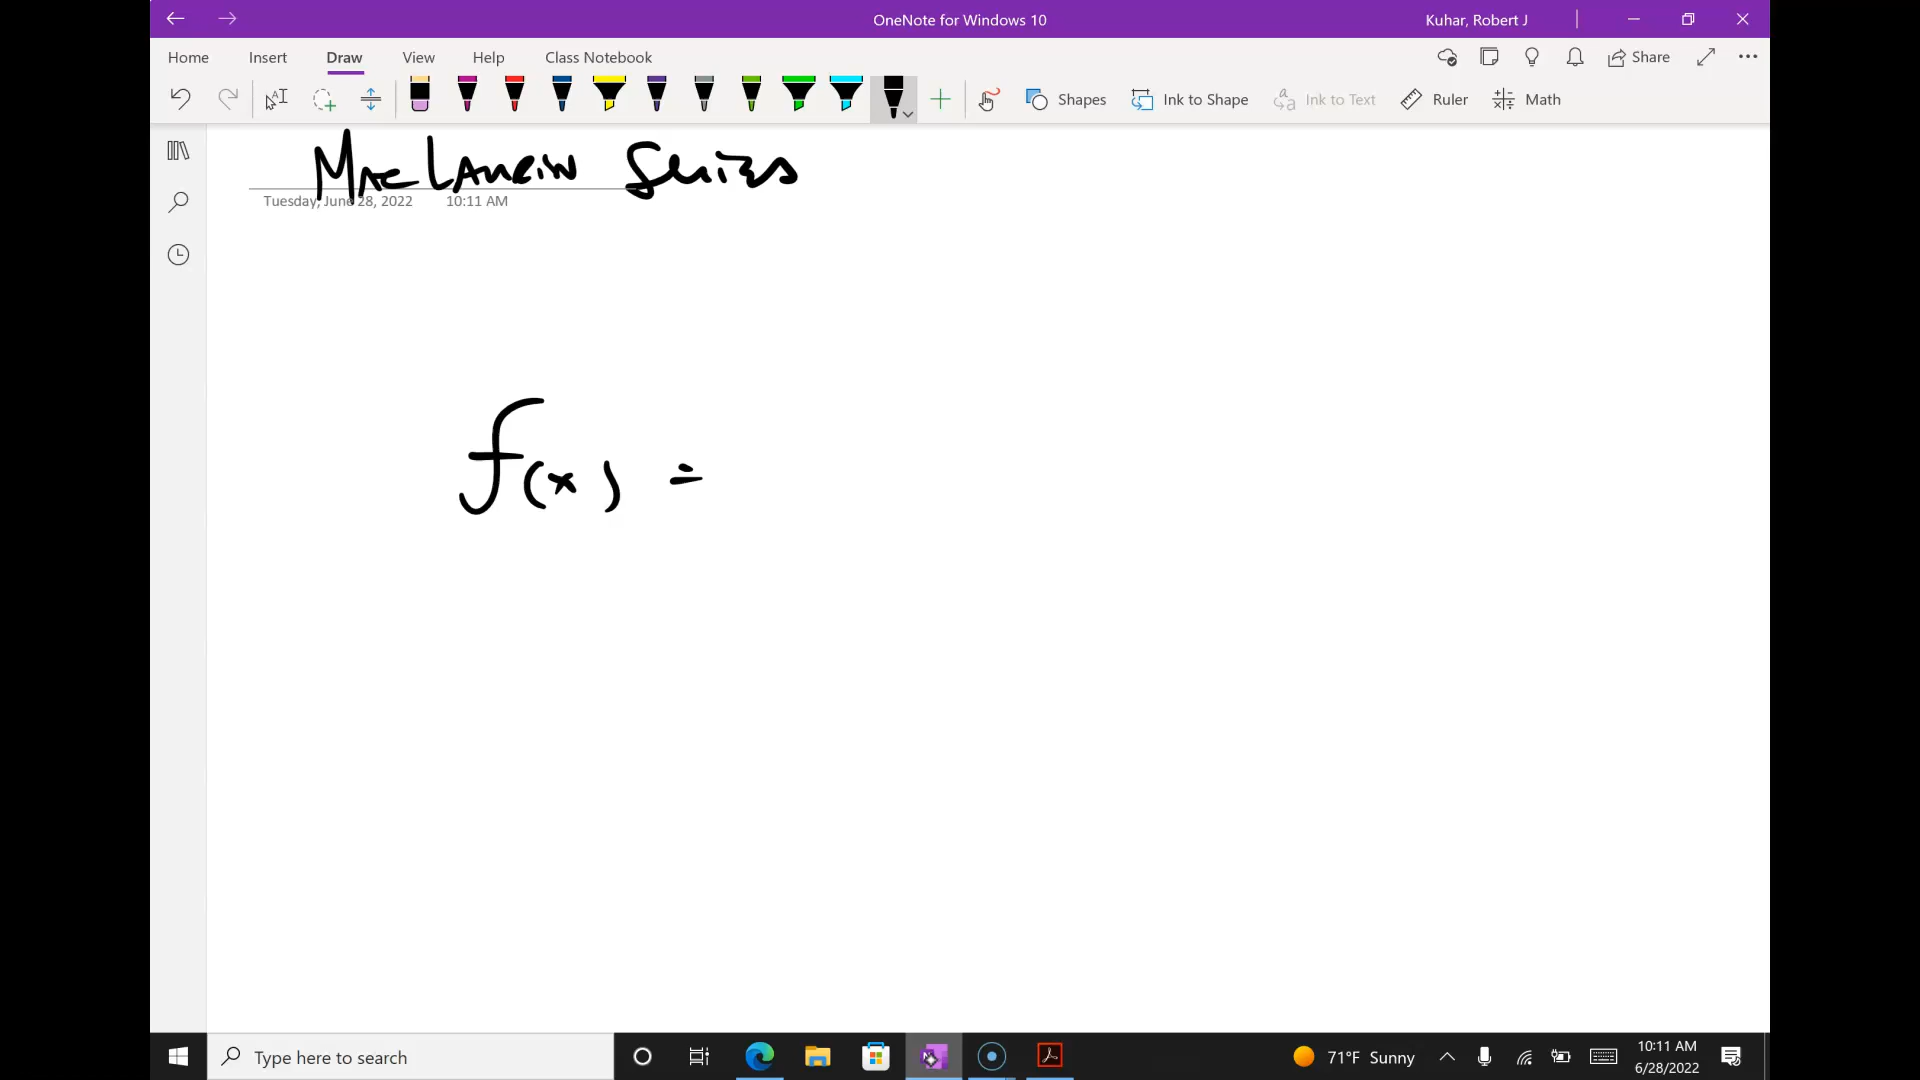 OneNote for Windows 10
Kuhar, Robert J
Home Insert Draw View Help Class Notebook
Share
Shapes Ink to Shape Ink to Text Ruler Math
MacLaurin Series
Tuesday, June 28, 2022 10:11 AM
f(x) =
Type here to search
71°F Sunny
10:11 AM
6/28/2022